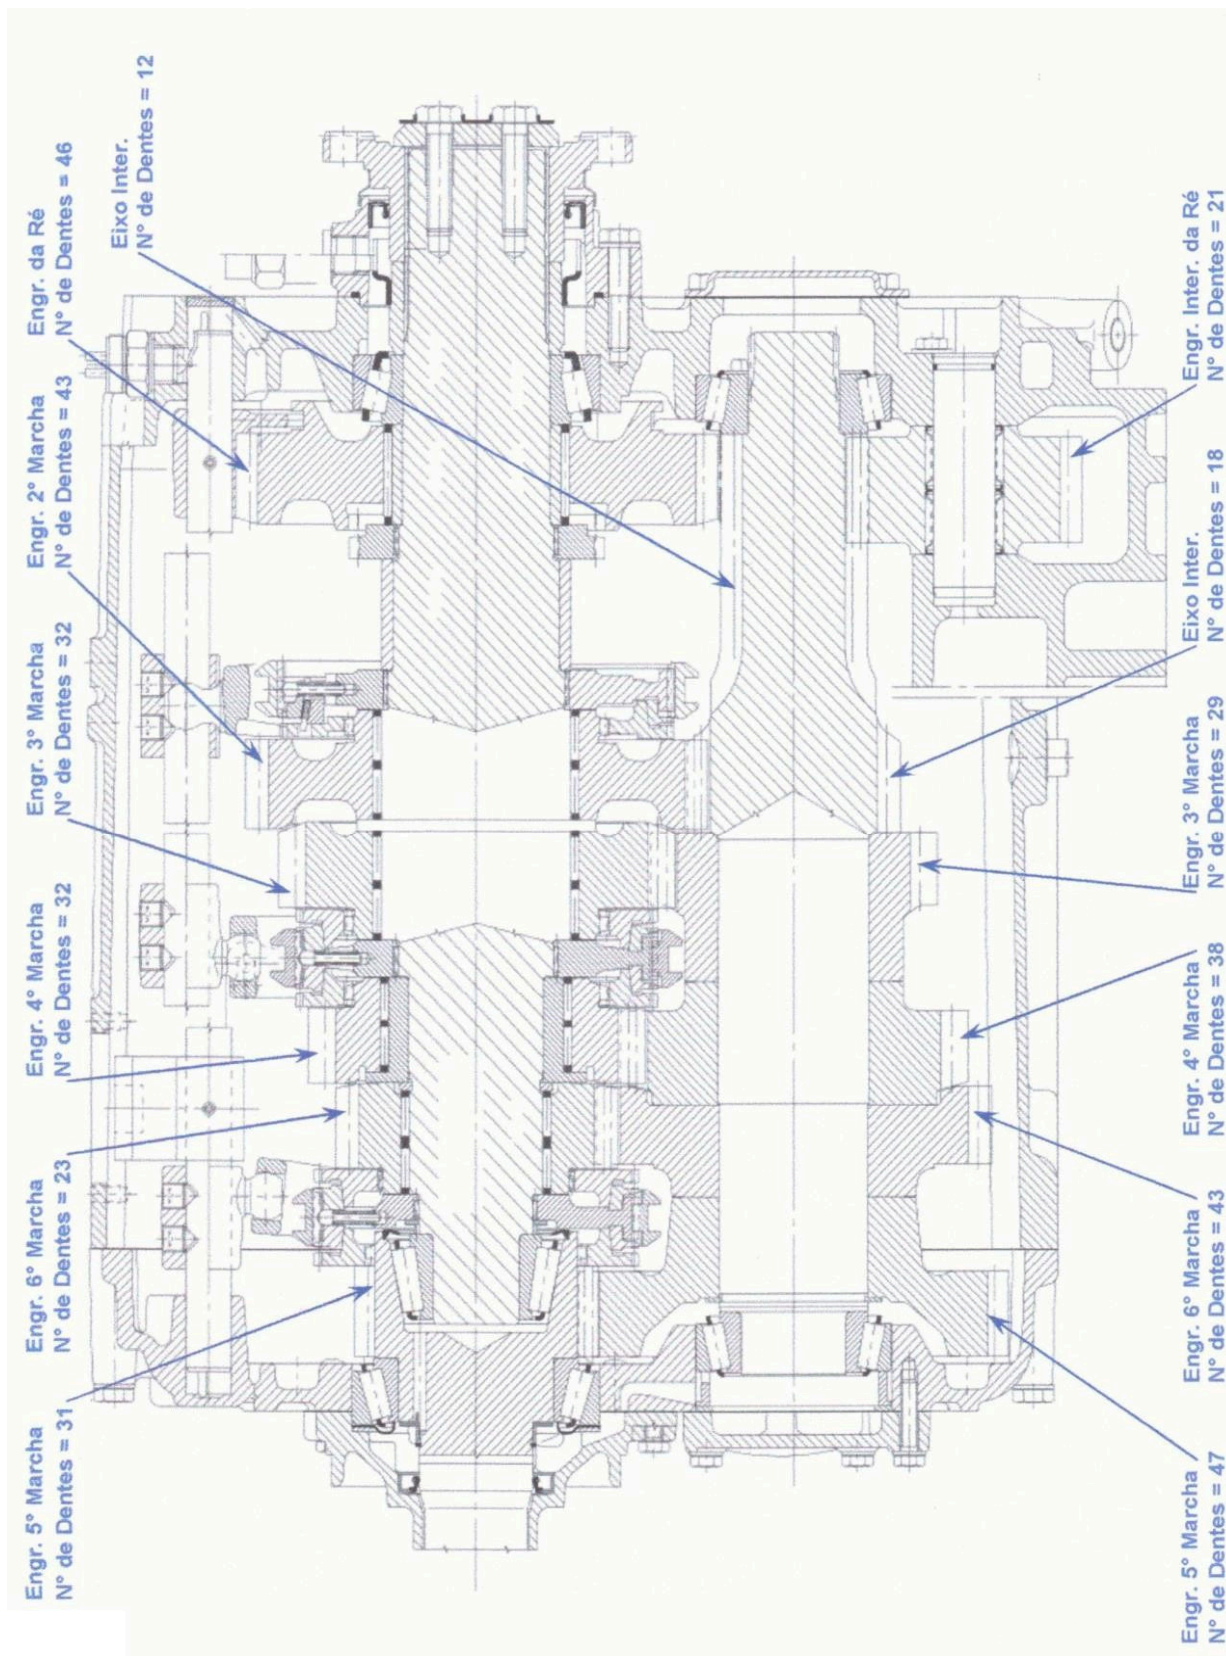 Engr. 5° Marcha
N° de Dentes = 31
Engr. 6° Marcha
N° de Dentes = 23
Engr. 4° Marcha
N° de Dentes = 32
Engr. 3° Marcha
N° de Dentes = 32
Engr. 2° Marcha
N° de Dentes = 43
Engr. da Ré
N° de Dentes = 46
Eixo Inter.
N° de Dentes = 12
Engr. 5° Marcha
N° de Dentes = 47
Engr. 6° Marcha
N° de Dentes = 43
Engr. 4° Marcha
N° de Dentes = 38
Engr. 3° Marcha
N° de Dentes = 29
Eixo Inter.
N° de Dentes = 18
Engr. Inter. da Ré
N° de Dentes = 21